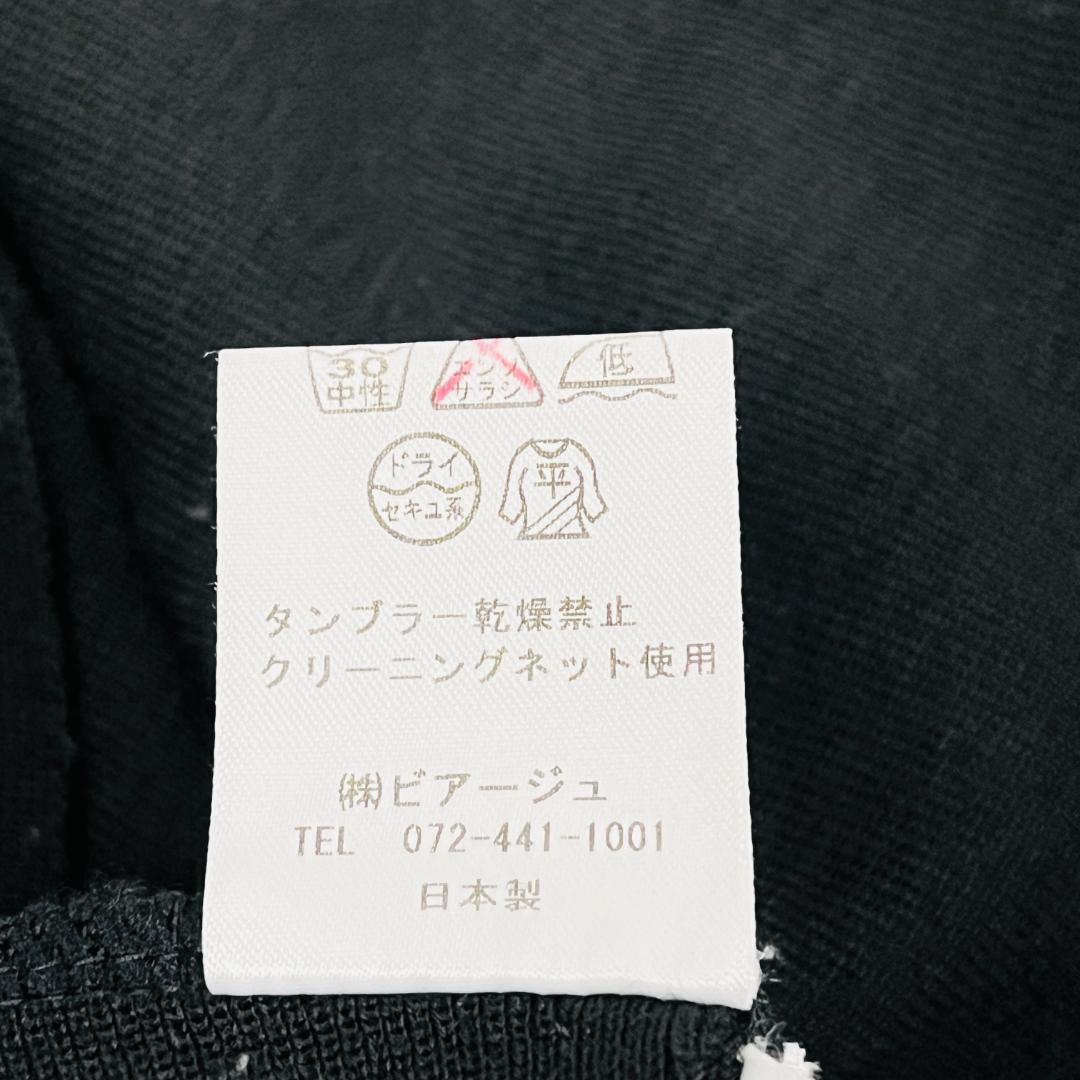 30 エンソ 低
中性 サラシ
ドライ 平
セキユ系
タンブラー乾燥禁止
クリーニングネット使用
㈱ビアージュ
TEL 072-441-1001
日本製